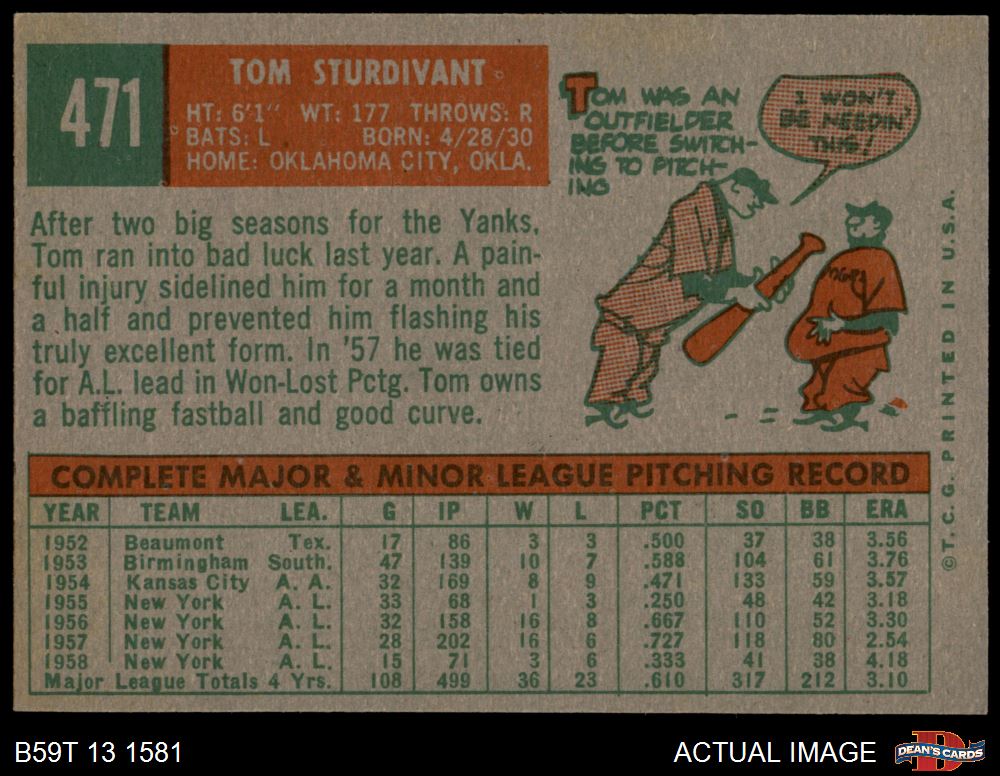 471
TOM STURDIVANT
HT: 6'1" WT: 177 THROWS: R
BATS: L BORN: 4/28/30
HOME: OKLAHOMA CITY, OKLA.
TOM WAS AN
OUTFIELDER
BEFORE SWITCH-
ING TO PITCH-
ING
I WON'T
BE NEEDIN'
THIS!
After two big seasons for the Yanks,
Tom ran into bad luck last year. A pain-
ful injury sidelined him for a month and
a half and prevented him flashing his
truly excellent form. In '57 he was tied
for A.L. lead in Won-Lost Pctg. Tom owns
a baffling fastball and good curve.
COMPLETE MAJOR & MINOR LEAGUE PITCHING RECORD
YEAR TEAM LEA. G IP W L PCT SO BB ERA
1952 Beaumont Tex. 17 86 3 3 .500 37 38 3.56
1953 Birmingham South. 47 139 10 7 .588 104 61 3.76
1954 Kansas City A. A. 32 169 8 9 .471 133 59 3.57
1955 New York A. L. 33 68 1 3 .250 48 42 3.18
1956 New York A. L. 32 158 16 8 .667 110 52 3.30
1957 New York A. L. 28 202 16 6 .727 118 80 2.54
1958 New York A. L. 15 71 3 6 .333 41 38 4.18
Major League Totals 4 Yrs. 108 499 36 23 .610 317 212 3.10
©T. C. G. PRINTED IN U.S.A.
B59T 13 1581
ACTUAL IMAGE
DEAN'S CARDS